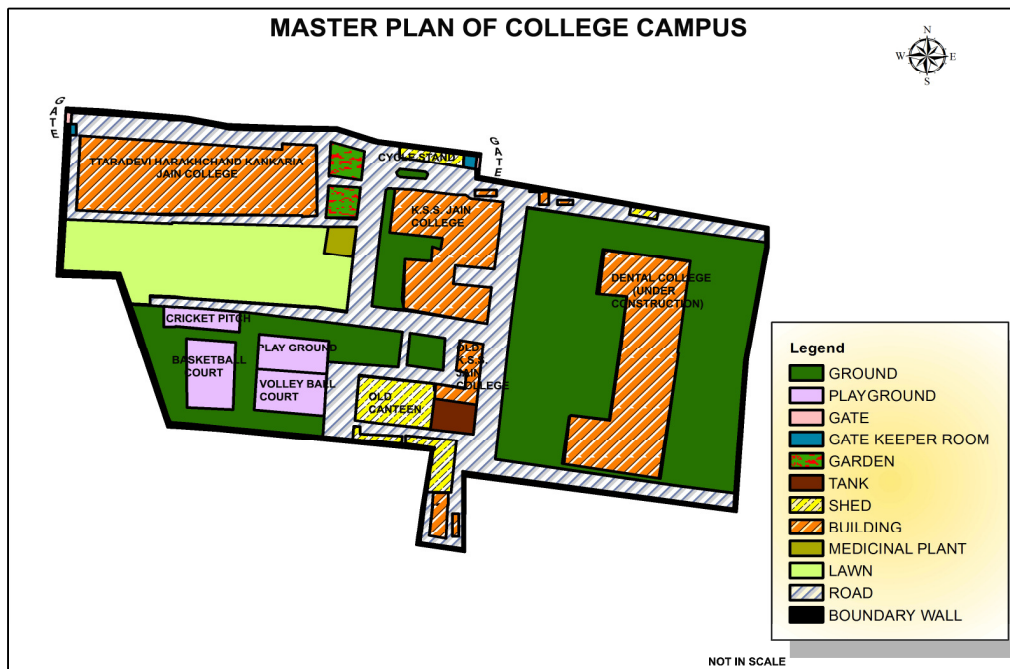 MASTER PLAN OF COLLEGE CAMPUS
N
W
E
S
GATE
GATE
CYCLE STAND
TTARADEVI HARAKHCHAND KANKARIA
JAIN COLLEGE
K.S.S. JAIN
COLLEGE
DENTAL COLLEGE
(UNDER
CONSTRUCTION)
CRICKET PITCH
PLAY GROUND
BASKETBALL
COURT
VOLLEY BALL
COURT
OLD
K.S.S.
JAIN
COLLEGE
OLD
CANTEEN
Legend
GROUND
PLAYGROUND
GATE
GATE KEEPER ROOM
GARDEN
TANK
SHED
BUILDING
MEDICINAL PLANT
LAWN
ROAD
BOUNDARY WALL
NOT IN SCALE